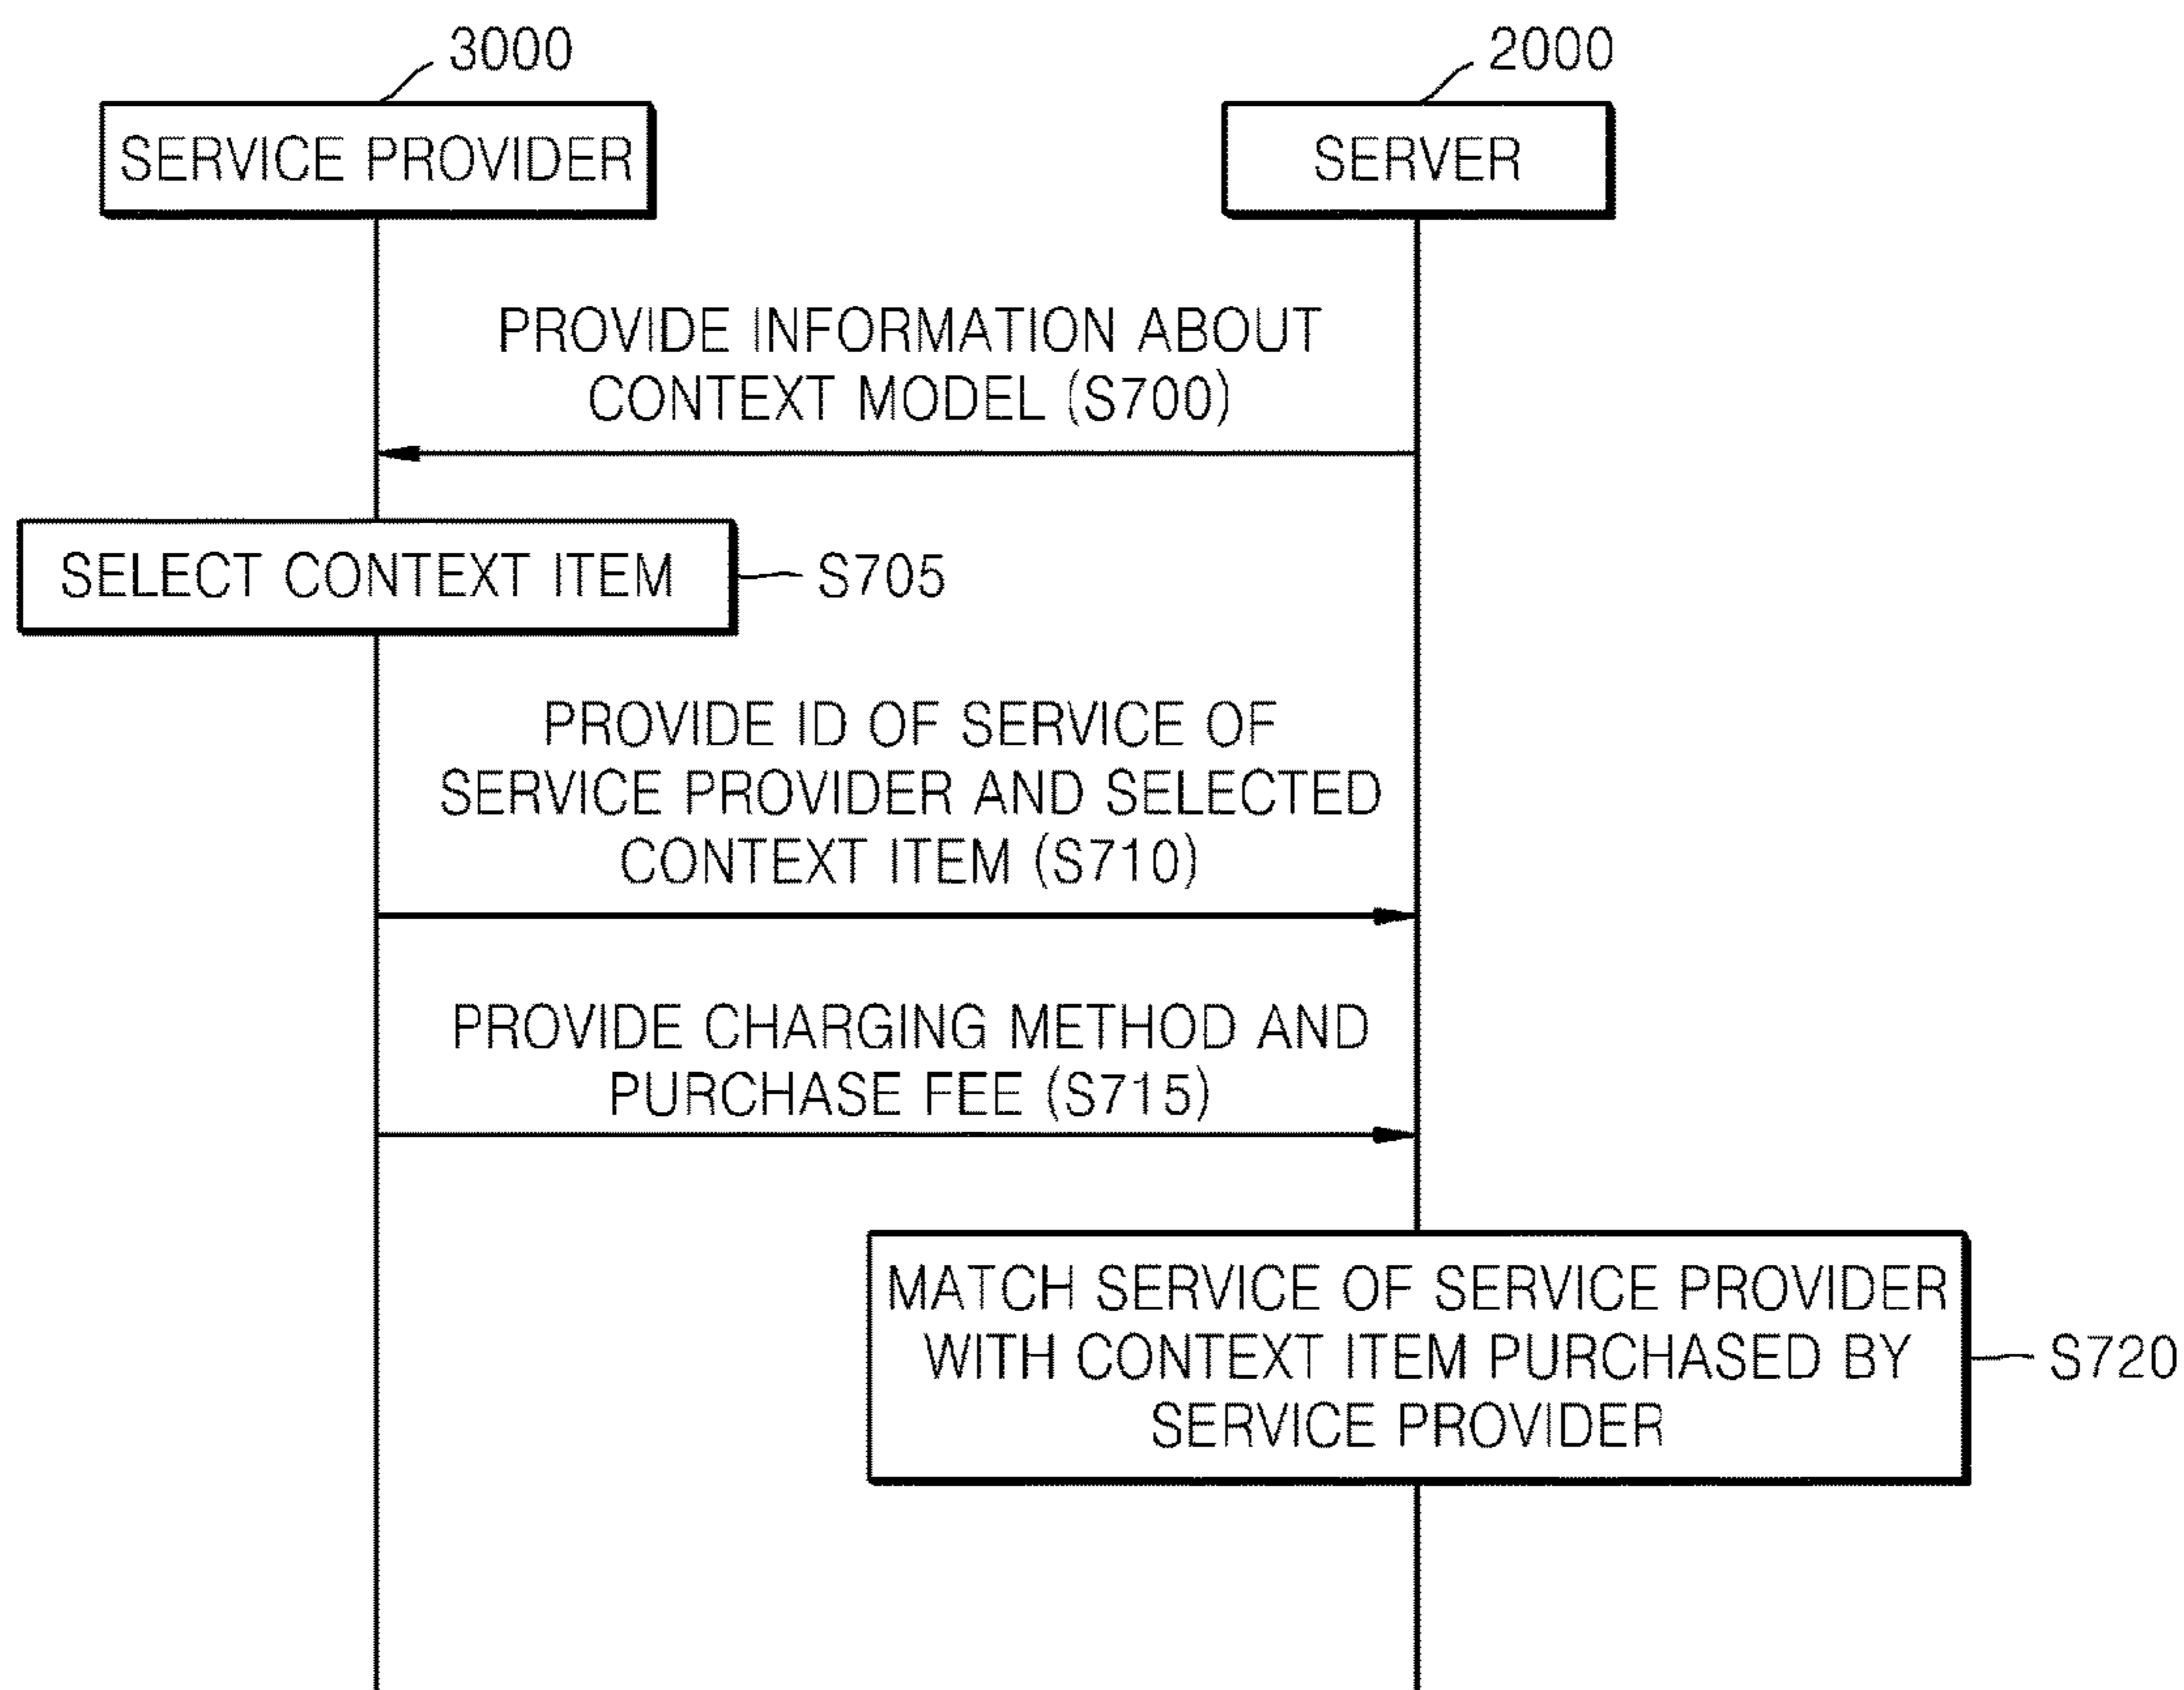 3000
2000
SERVICE PROVIDER
SERVER
PROVIDE INFORMATION ABOUT
CONTEXT MODEL (S700)
SELECT CONTEXT ITEM
S705
PROVIDE ID OF SERVICE OF
SERVICE PROVIDER AND SELECTED
CONTEXT ITEM (S710)
PROVIDE CHARGING METHOD AND
PURCHASE FEE (S715)
MATCH SERVICE OF SERVICE PROVIDER
WITH CONTEXT ITEM PURCHASED BY
SERVICE PROVIDER
S720